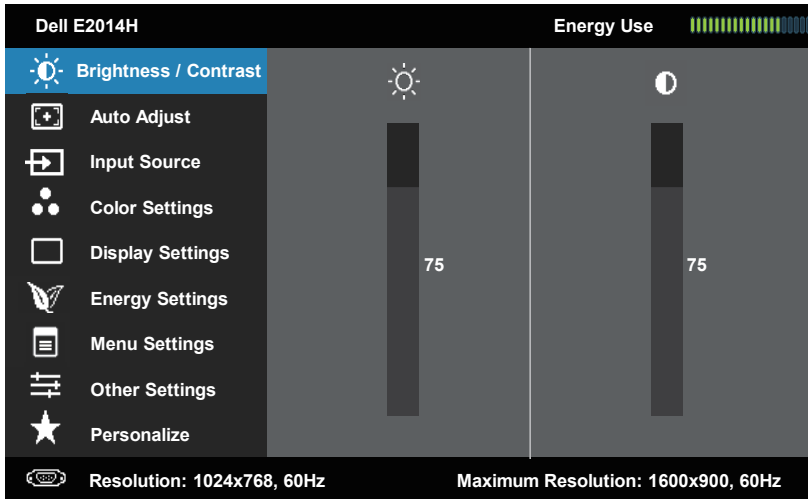 Dell E2014H Energy Use
Brightness / Contrast
Auto Adjust
Input Source
Color Settings
Display Settings
75 75
Energy Settings
Menu Settings
Other Settings
Personalize
Resolution: 1024x768, 60Hz Maximum Resolution: 1600x900, 60Hz